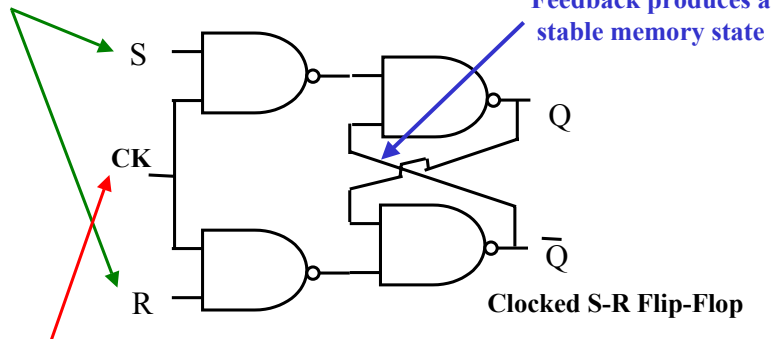 Feedback produces a
stable memory state
S
Q
CK
Q
R
Clocked S-R Flip-Flop